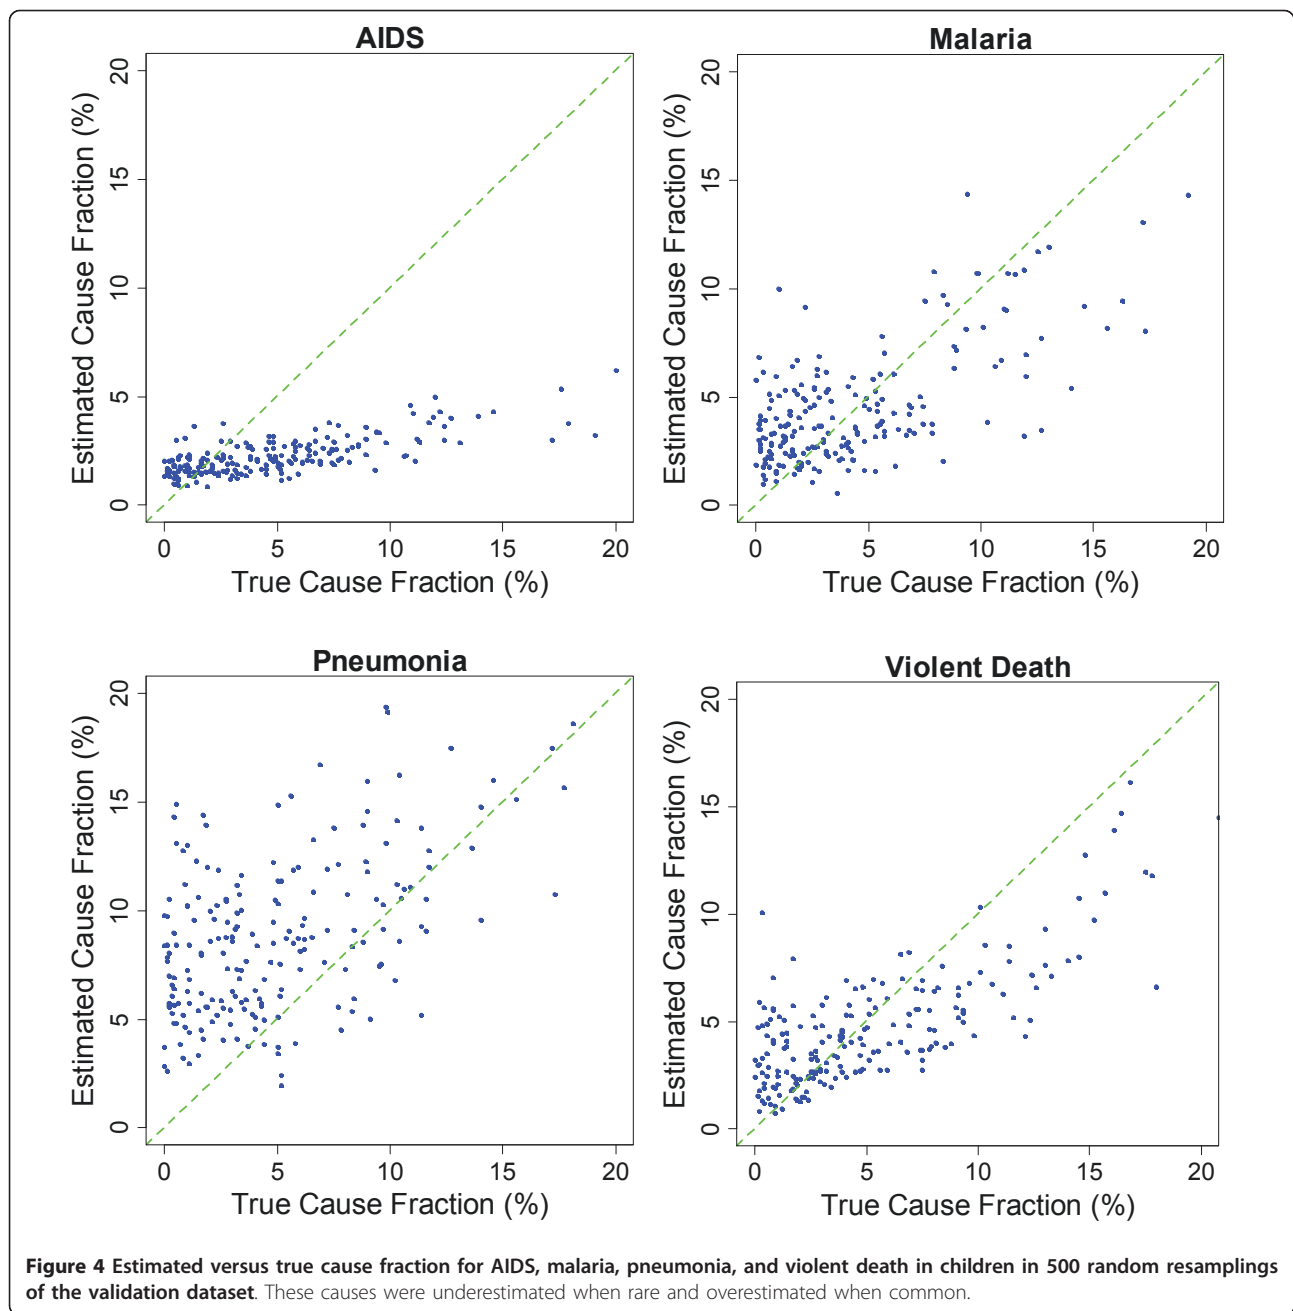 AIDS
Estimated Cause Fraction (%)
20
15
10
5
0
0 5 10 15 20
True Cause Fraction (%)
Malaria
Estimated Cause Fraction (%)
20
15
10
5
0
0 5 10 15 20
True Cause Fraction (%)
Pneumonia
Estimated Cause Fraction (%)
20
15
10
5
0
0 5 10 15 20
True Cause Fraction (%)
Violent Death
Estimated Cause Fraction (%)
20
15
10
5
0
0 5 10 15 20
True Cause Fraction (%)
Figure 4 Estimated versus true cause fraction for AIDS, malaria, pneumonia, and violent death in children in 500 random resamplings
of the validation dataset. These causes were underestimated when rare and overestimated when common.